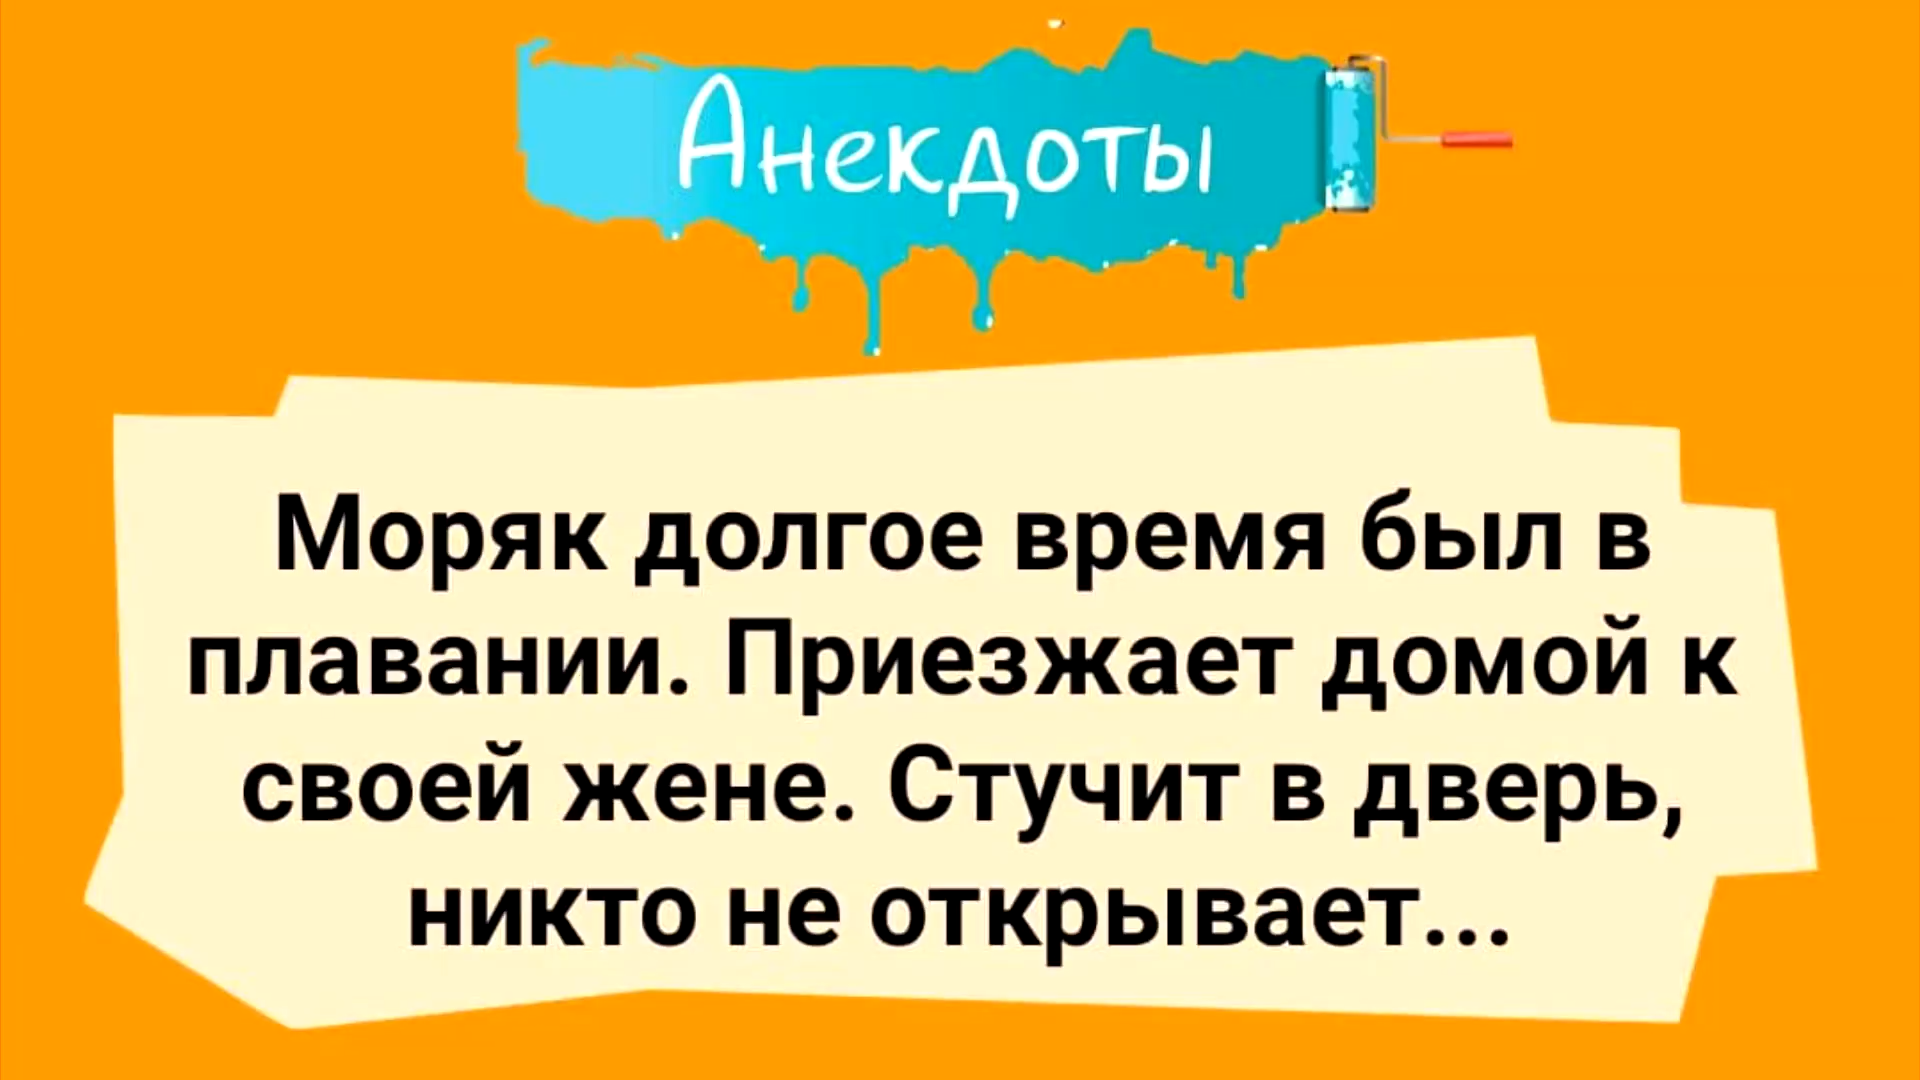 Анекдоты
Моряк долгое время был в
плавании. Приезжает домой к
своей жене. Стучит в дверь,
никто не открывает...